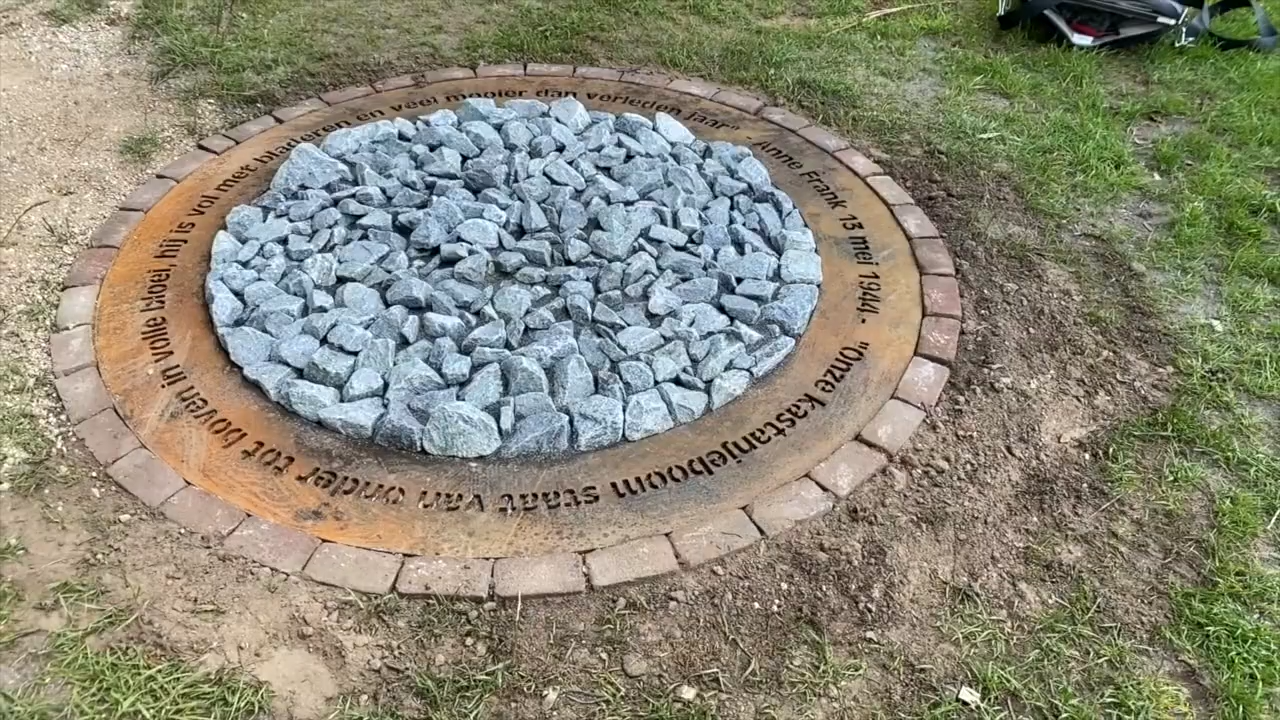 "Onze kastanjeboom staat van onder tot boven in volle bloei, hij is vol met bladeren en veel mooier dan verleden jaar" - Anne Frank 13 mei 1944 -